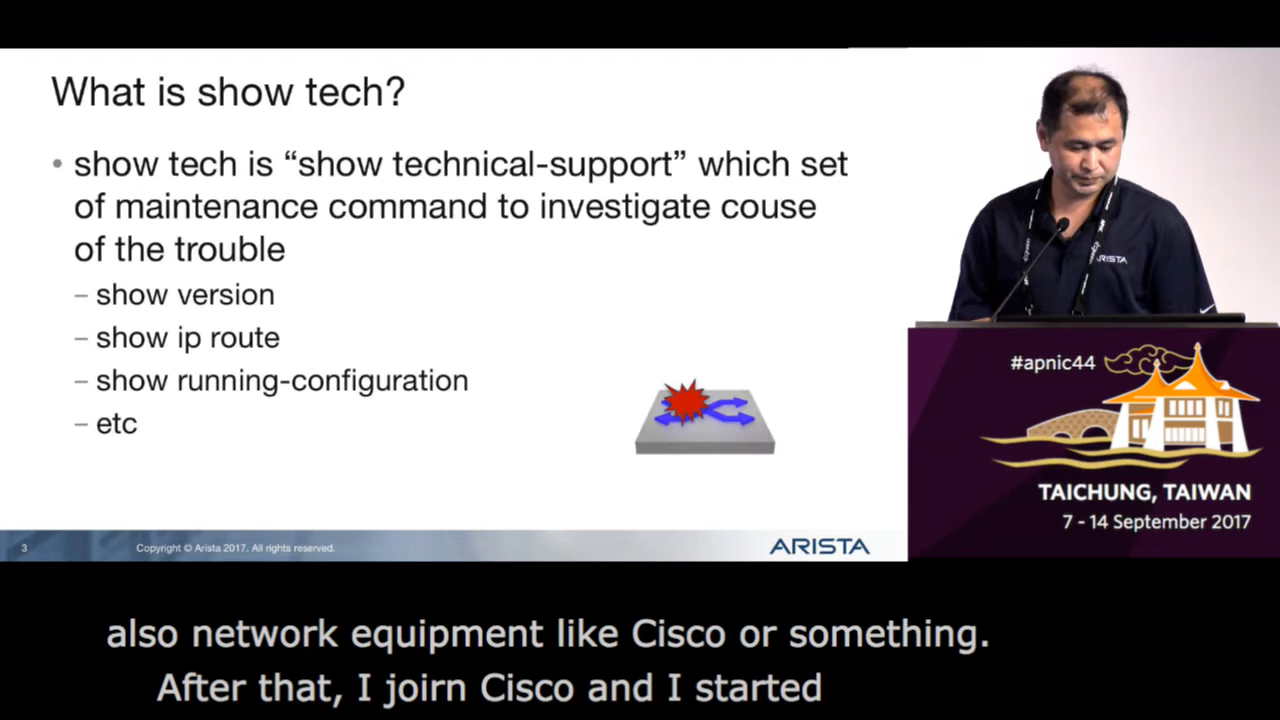 What is show tech?
• show tech is “show technical-support” which set
of maintenance command to investigate couse
of the trouble
– show version
– show ip route
– show running-configuration
– etc
3
Copyright © Arista 2017. All rights reserved.
ARISTA
ARISTA
#apnic44
TAICHUNG, TAIWAN
7 - 14 September 2017
also network equipment like Cisco or something.
After that, I joirn Cisco and I started